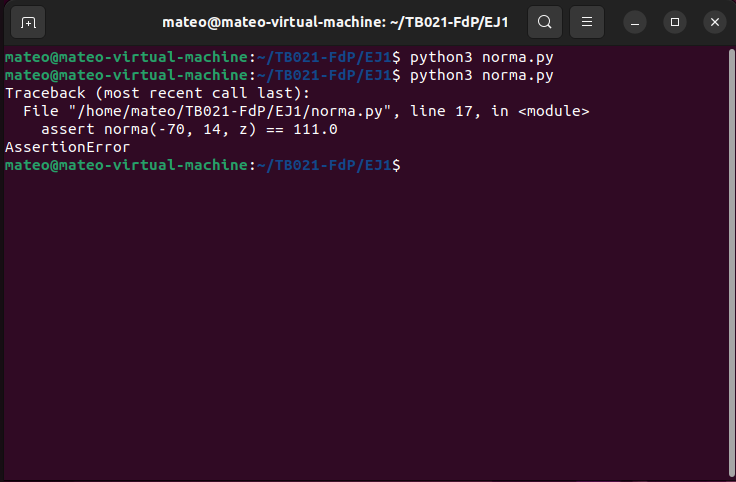 mateo@mateo-virtual-machine: ~/TB021-FdP/EJ1
mateo@mateo-virtual-machine:~/TB021-FdP/EJ1$ python3 norma.py
mateo@mateo-virtual-machine:~/TB021-FdP/EJ1$ python3 norma.py
Traceback (most recent call last):
  File "/home/mateo/TB021-FdP/EJ1/norma.py", line 17, in <module>
    assert norma(-70, 14, z) == 111.0
AssertionError
mateo@mateo-virtual-machine:~/TB021-FdP/EJ1$